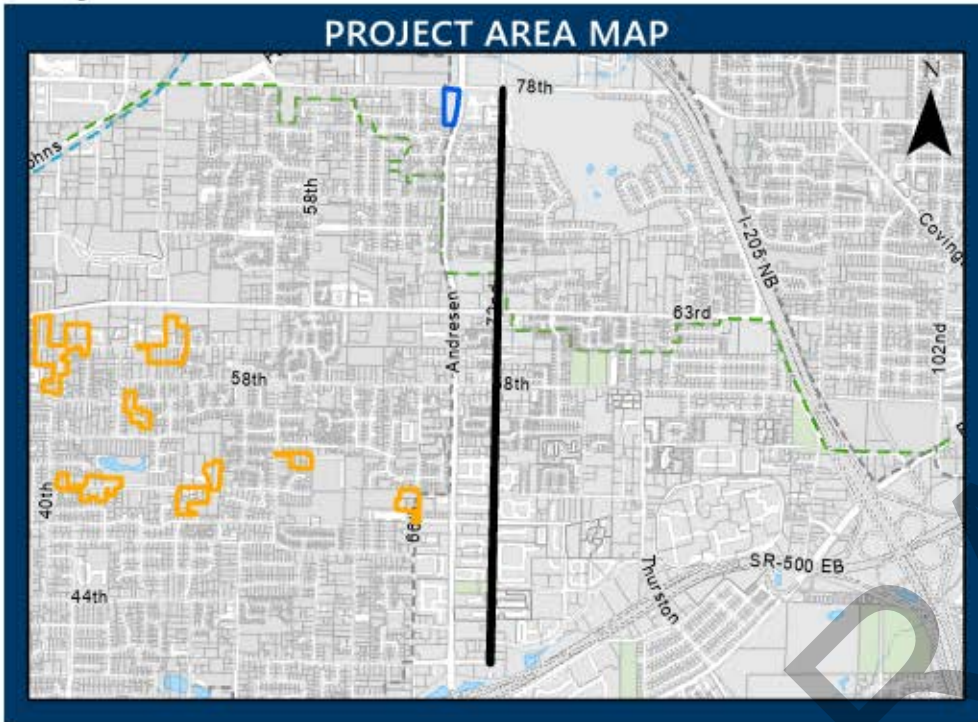 PROJECT AREA MAP
78th
N
58th
I-205 NB
Andresen
63rd
102nd
58th
40th
44th
Thurston
SR-500 EB